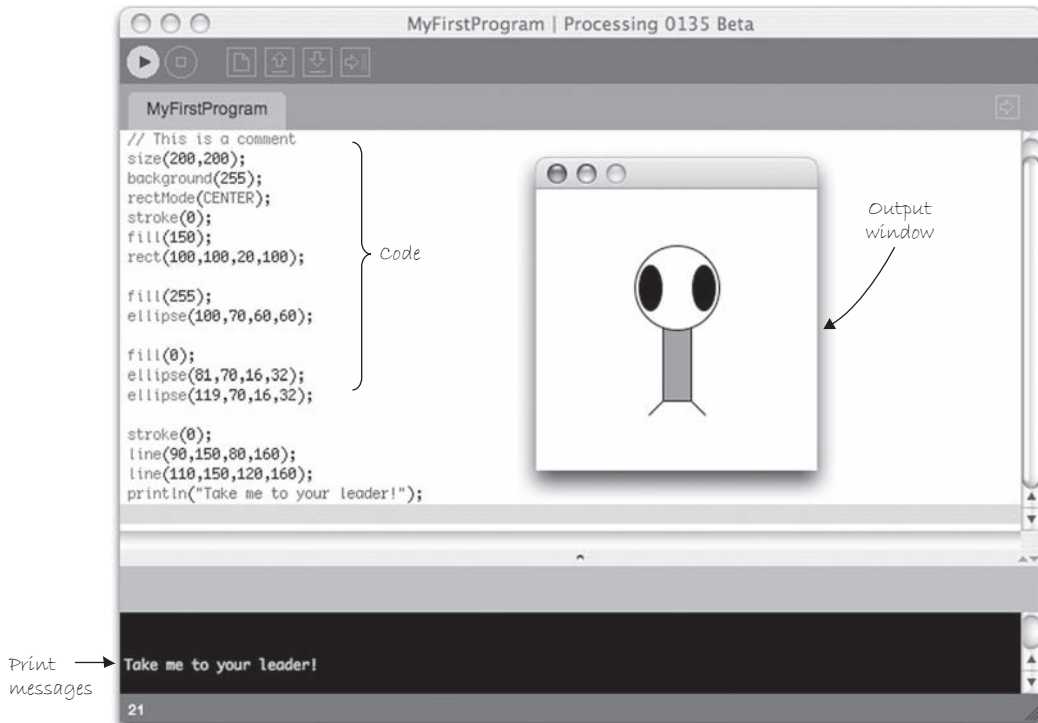 MyFirstProgram | Processing 0135 Beta
MyFirstProgram
// This is a comment
size(200,200);
background(255);
rectMode(CENTER);
stroke(0);
fill(150);
rect(100,100,20,100);
fill(255);
ellipse(100,70,60,60);
fill(0);
ellipse(81,70,16,32);
ellipse(119,70,16,32);
stroke(0);
line(90,150,80,160);
line(110,150,120,160);
println("Take me to your leader!");
Code
Output
window
Print
messages
Take me to your leader!
21